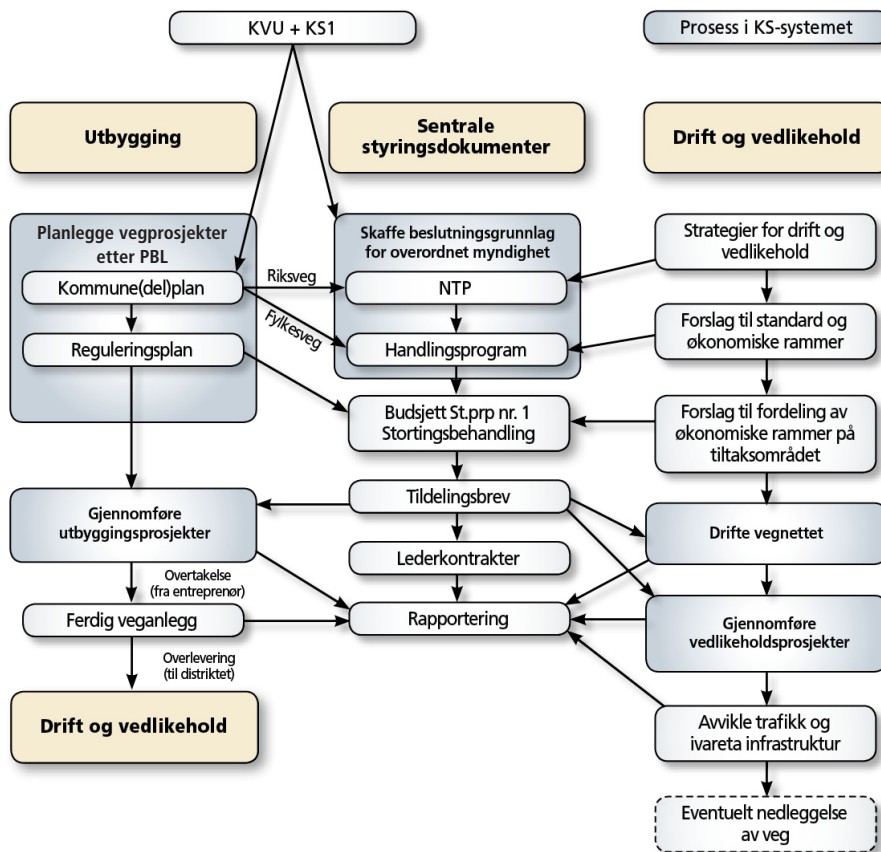 KVU + KS1
Prosess i KS-systemet
Utbygging
Sentrale
styringsdokumenter
Drift og vedlikehold
Planlegge vegprosjekter
etter PBL
Kommune(del)plan
Reguleringsplan
Riksveg
Fylkesveg
Skaffe beslutningsgrunnlag
for overordnet myndighet
NTP
Handlingsprogram
Strategier for drift og
vedlikehold
Forslag til standard og
økonomiske rammer
Budsjett St.prp nr. 1
Stortingsbehandling
Forslag til fordeling av
økonomiske rammer på
tiltaksområdet
Gjennomføre
utbyggingsprosjekter
Tildelingsbrev
Drifte vegnettet
Lederkontrakter
Overtakelse
(fra entreprenør)
Ferdig veganlegg
Rapportering
Gjennomføre
vedlikeholdsprosjekter
Overlevering
(til distriktet)
Drift og vedlikehold
Avvikle trafikk og
ivareta infrastruktur
Eventuelt nedleggelse
av veg